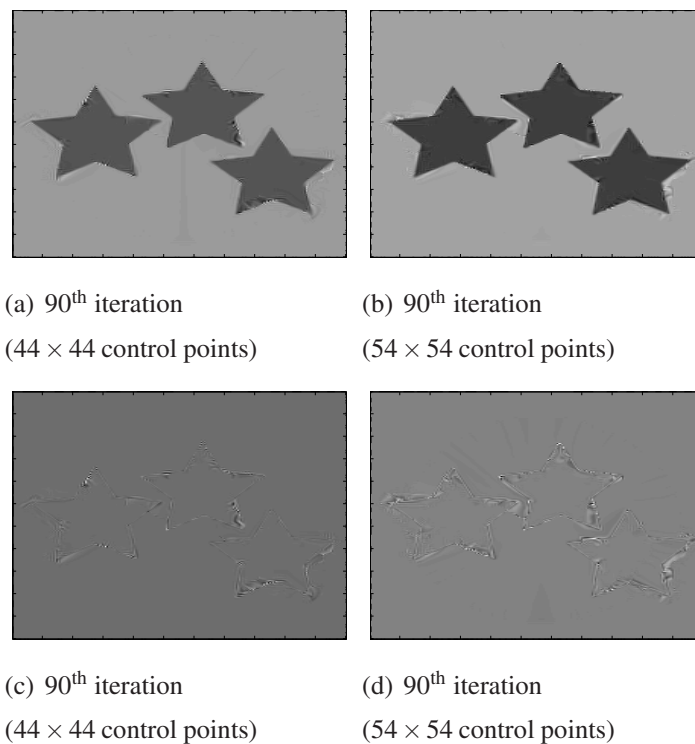 (a) 90th iteration
(44 × 44 control points)
(b) 90th iteration
(54 × 54 control points)
(c) 90th iteration
(44 × 44 control points)
(d) 90th iteration
(54 × 54 control points)